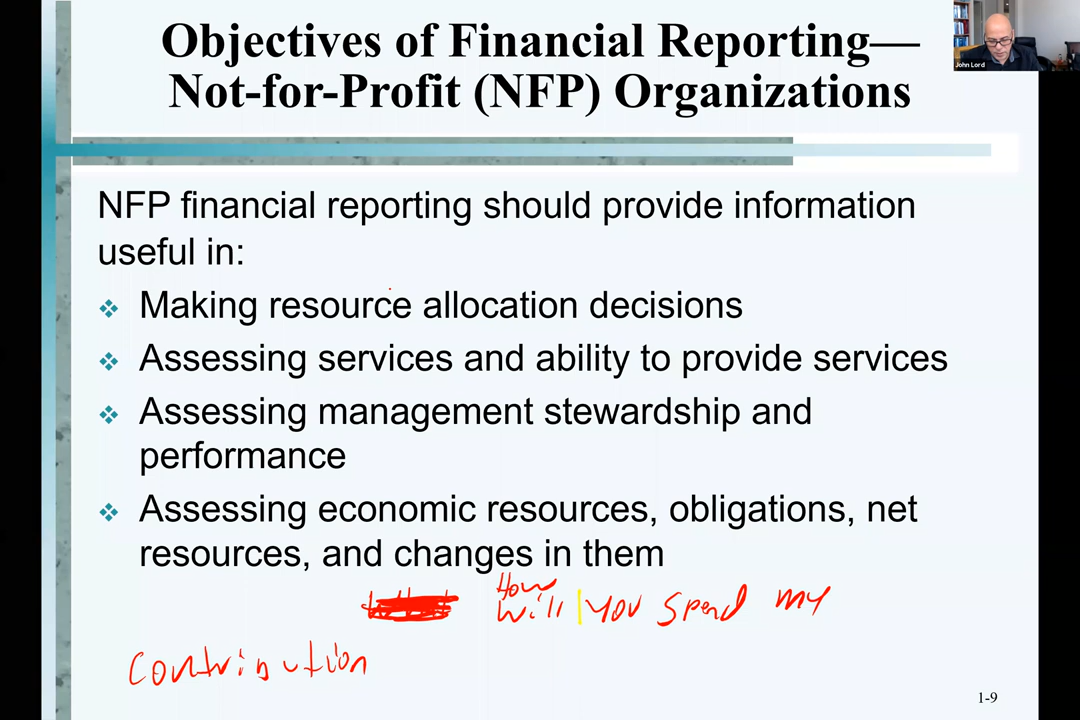 Objectives of Financial Reporting—
Not-for-Profit (NFP) Organizations
John Lord
NFP financial reporting should provide information
useful in:
❖ Making resource allocation decisions
❖ Assessing services and ability to provide services
❖ Assessing management stewardship and
performance
❖ Assessing economic resources, obligations, net
resources, and changes in them
How
will you spend my
contribution
1-9